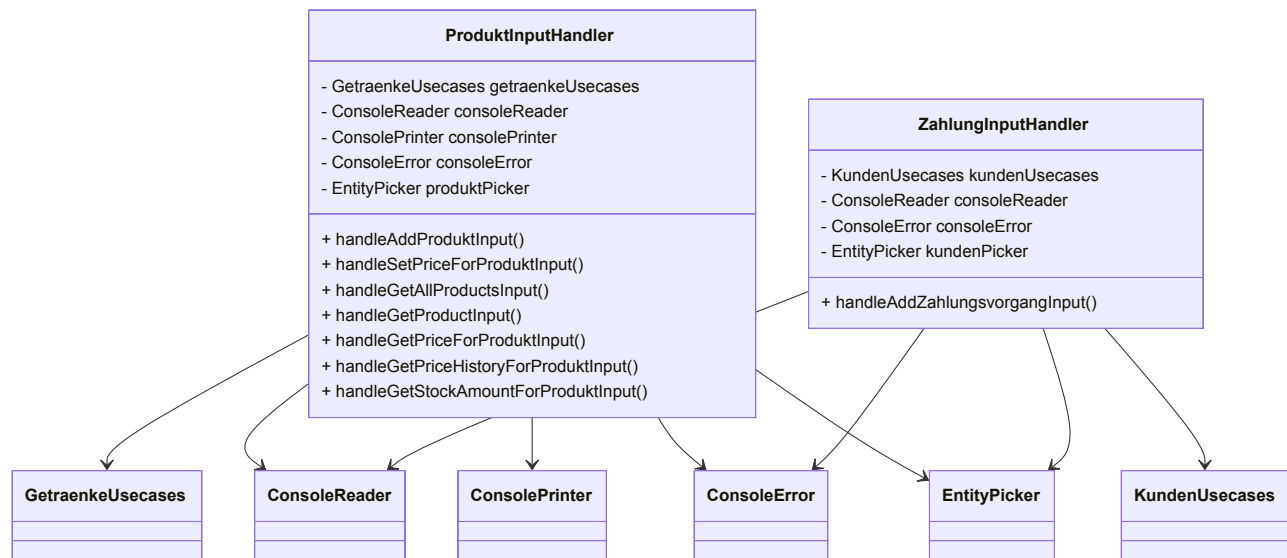 ProduktInputHandler
- GetraenkeUsecases getraenkeUsecases
- ConsoleReader consoleReader
- ConsolePrinter consolePrinter
- ConsoleError consoleError
- EntityPicker produktPicker
+ handleAddProduktInput()
+ handleSetPriceForProduktInput()
+ handleGetAllProductsInput()
+ handleGetProductInput()
+ handleGetPriceForProduktInput()
+ handleGetPriceHistoryForProduktInput()
+ handleGetStockAmountForProduktInput()
ZahlungInputHandler
- KundenUsecases kundenUsecases
- ConsoleReader consoleReader
- ConsoleError consoleError
- EntityPicker kundenPicker
+ handleAddZahlungsvorgangInput()
GetraenkeUsecases
ConsoleReader
ConsolePrinter
ConsoleError
EntityPicker
KundenUsecases